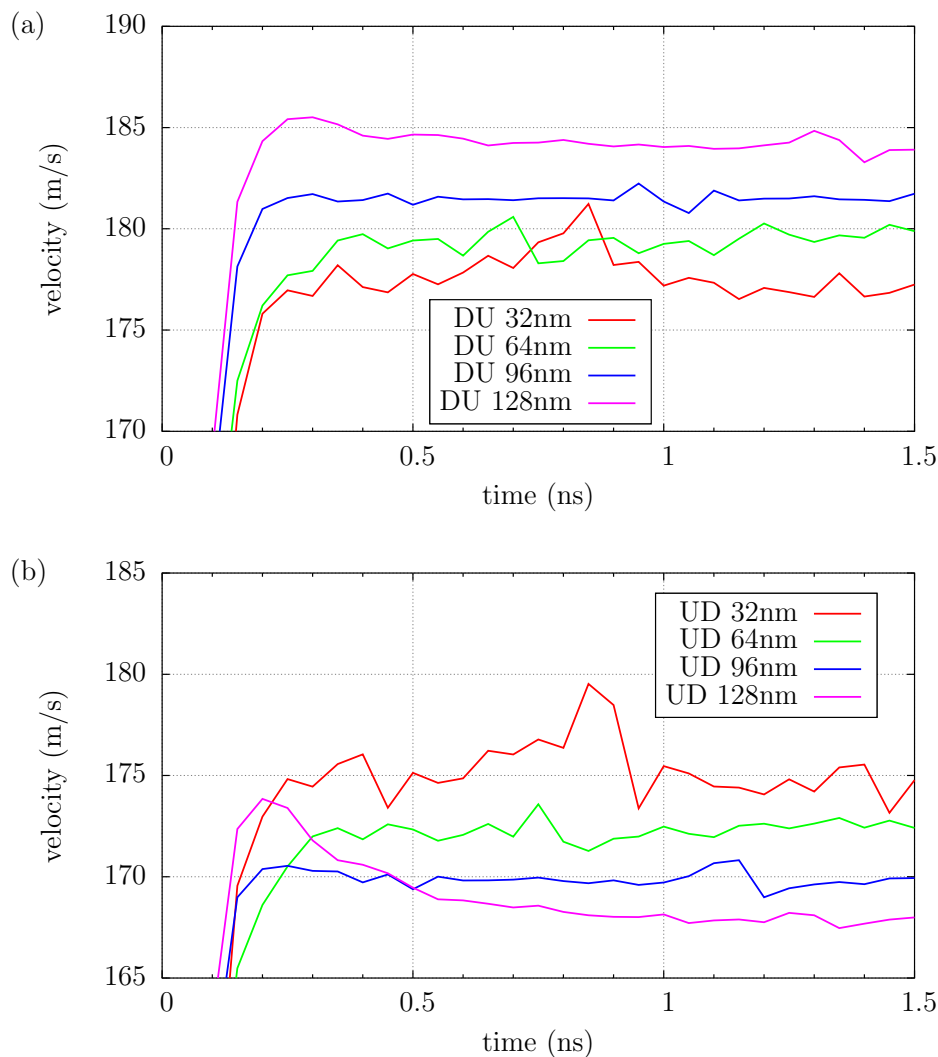 (a)
190
185
180
175
170
velocity (m/s)
DU 32nm
DU 64nm
DU 96nm
DU 128nm
0 0.5 1 1.5
time (ns)
(b)
185
180
175
170
165
velocity (m/s)
UD 32nm
UD 64nm
UD 96nm
UD 128nm
0 0.5 1 1.5
time (ns)